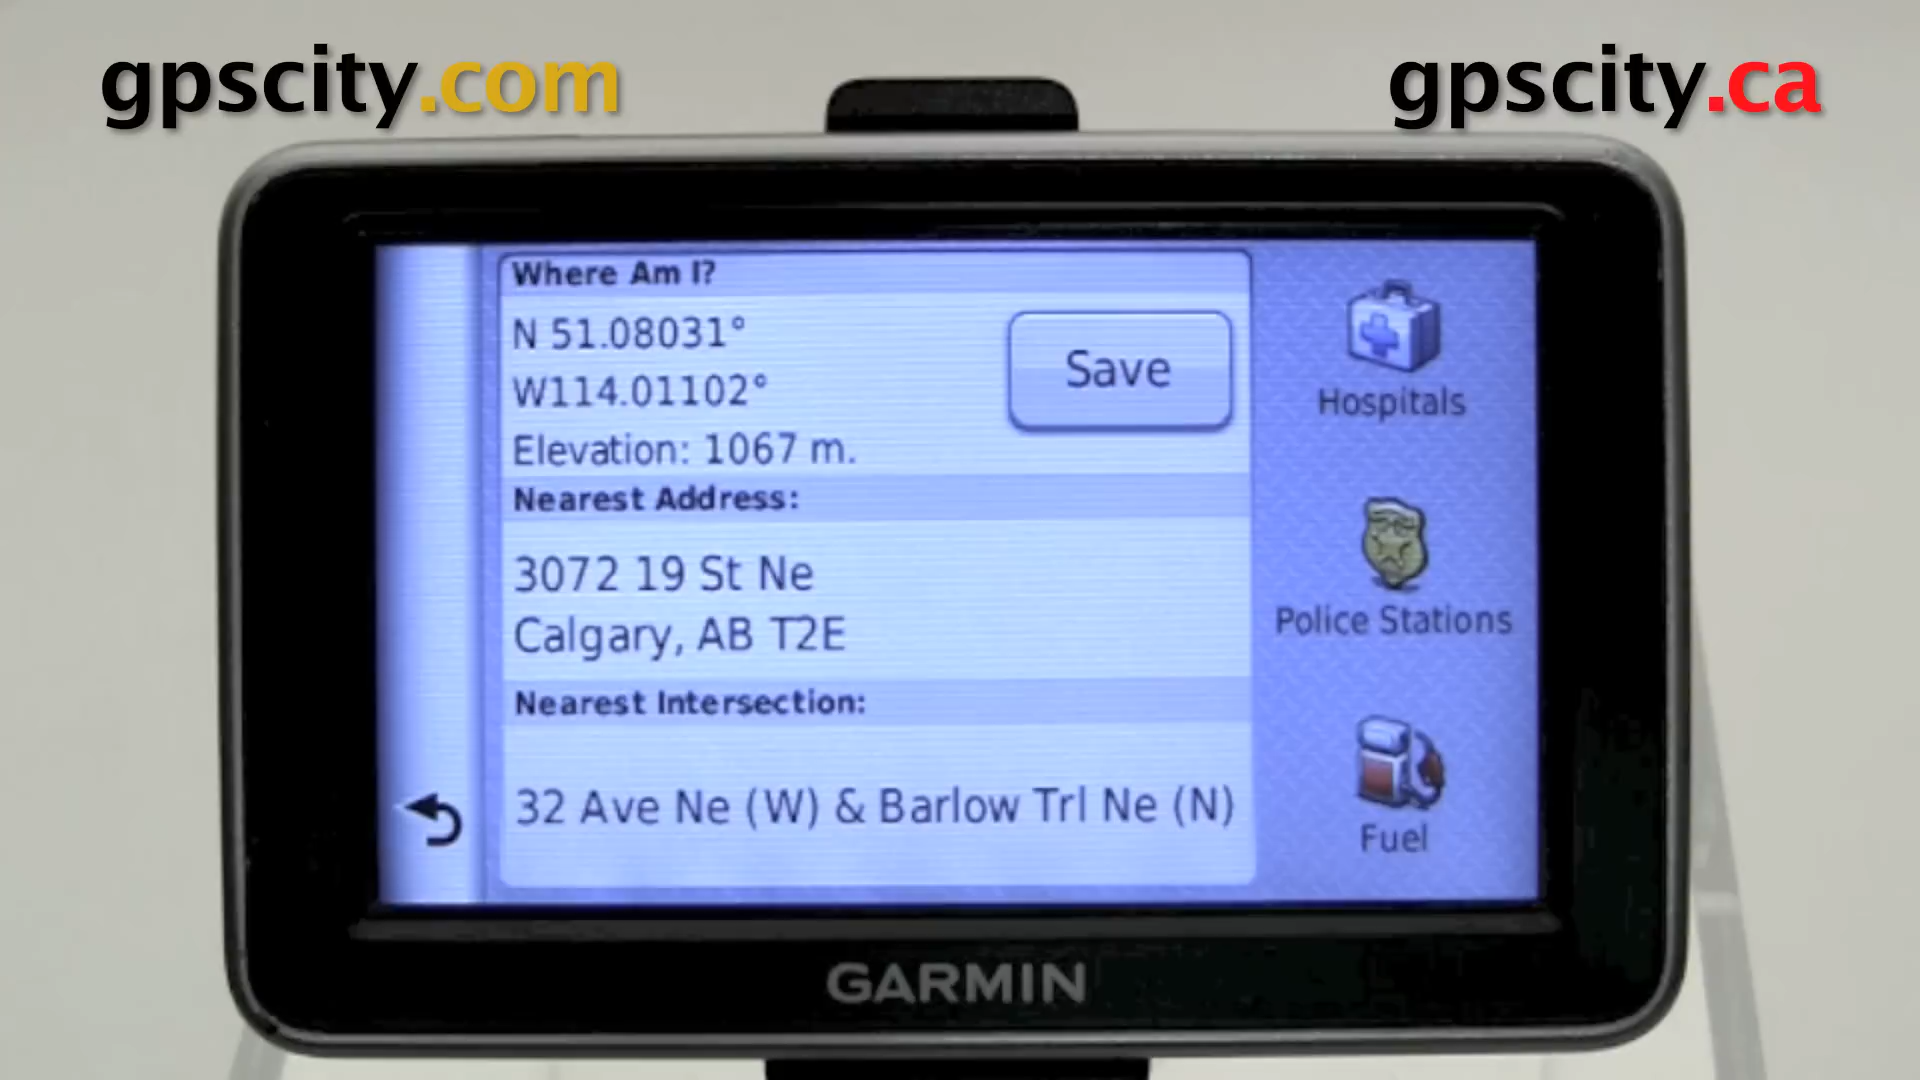 gpscity.com
gpscity.ca
Where Am I?
N 51.08031°
W114.01102°
Elevation: 1067 m.
Save
Nearest Address:
3072 19 St Ne
Calgary, AB T2E
Nearest Intersection:
32 Ave Ne (W) & Barlow Trl Ne (N)
Hospitals
Police Stations
Fuel
GARMIN